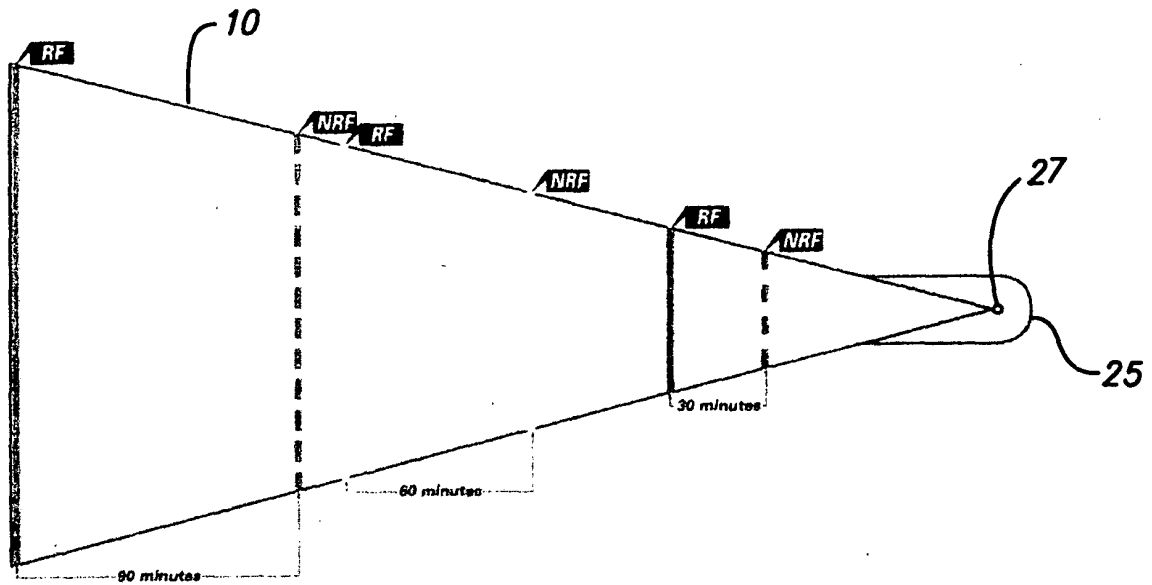 10
RF
NRF
RF
NRF
RF
NRF
27
25
30 minutes
60 minutes
90 minutes